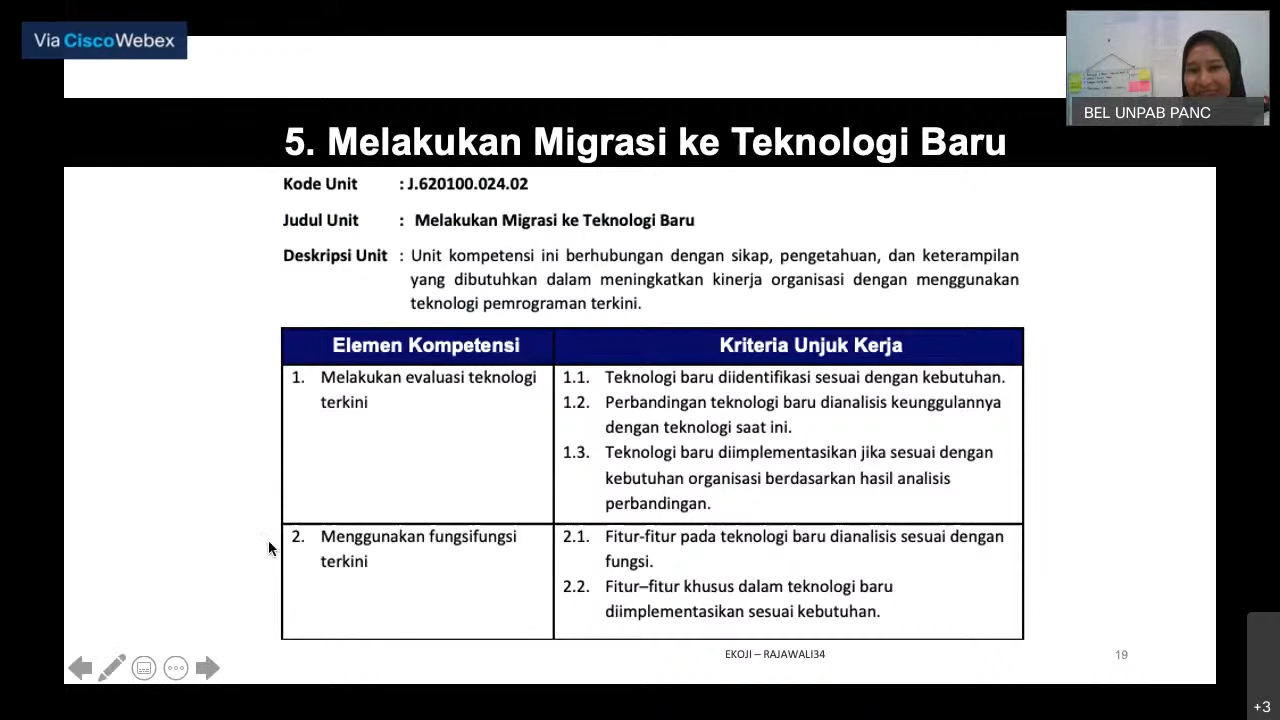 Via CiscoWebex
BEL UNPAB PANC
5. Melakukan Migrasi ke Teknologi Baru
Kode Unit : J.620100.024.02
Judul Unit : Melakukan Migrasi ke Teknologi Baru
Deskripsi Unit : Unit kompetensi ini berhubungan dengan sikap, pengetahuan, dan keterampilan
yang dibutuhkan dalam meningkatkan kinerja organisasi dengan menggunakan
teknologi pemrograman terkini.
Elemen Kompetensi
Kriteria Unjuk Kerja
1. Melakukan evaluasi teknologi
terkini
1.1. Teknologi baru diidentifikasi sesuai dengan kebutuhan.
1.2. Perbandingan teknologi baru dianalisis keunggulannya
dengan teknologi saat ini.
1.3. Teknologi baru diimplementasikan jika sesuai dengan
kebutuhan organisasi berdasarkan hasil analisis
perbandingan.
2. Menggunakan fungsifungsi
terkini
2.1. Fitur-fitur pada teknologi baru dianalisis sesuai dengan
fungsi.
2.2. Fitur–fitur khusus dalam teknologi baru
diimplementasikan sesuai kebutuhan.
EKOJI – RAJAWALI34
19
+3